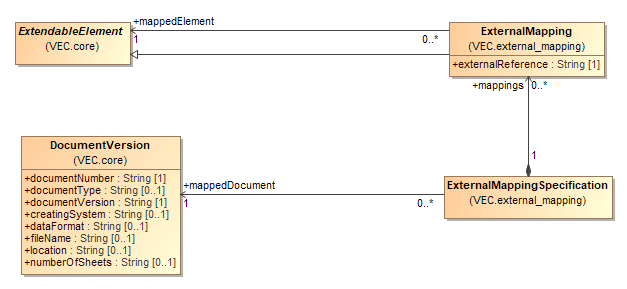 ExtendableElement
(VEC.core)
+mappedElement
1
0..*
ExternalMapping
(VEC.external_mapping)
+externalReference : String [1]
+mappings
0..*
1
DocumentVersion
(VEC.core)
+documentNumber : String [1]
+documentType : String [0..1]
+documentVersion : String [1]
+creatingSystem : String [0..1]
+dataFormat : String [0..1]
+fileName : String [0..1]
+location : String [0..1]
+numberOfSheets : String [0..1]
+mappedDocument
1
0..*
ExternalMappingSpecification
(VEC.external_mapping)